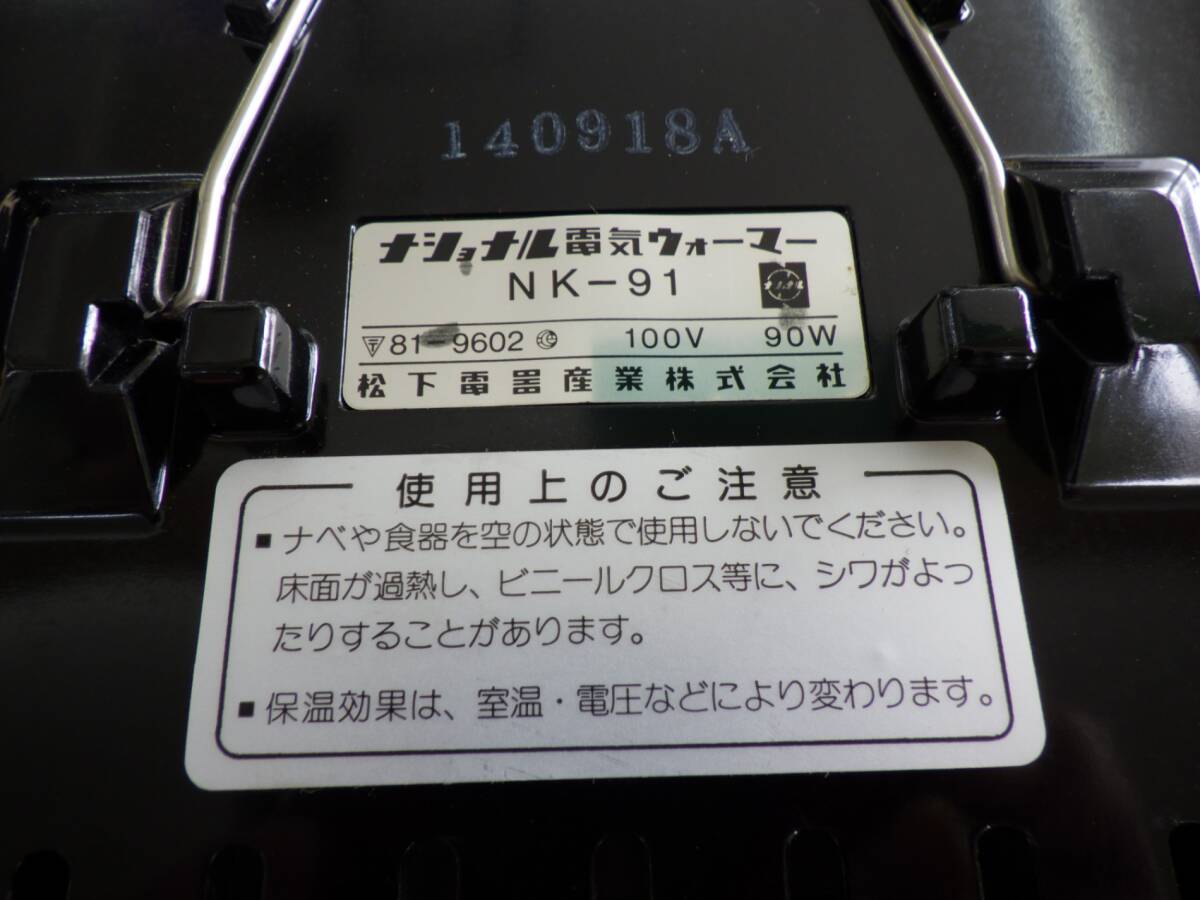 140918A
ナショナル電気ウォーマー
NK-91
ナショナル
〒81-9602 100V 90W
松下電器産業株式会社
使用上のご注意
■ナベや食器を空の状態で使用しないでください。
床面が過熱し、ビニールクロス等に、シワがよっ
たりすることがあります。
■保温効果は、室温・電圧などにより変わります。